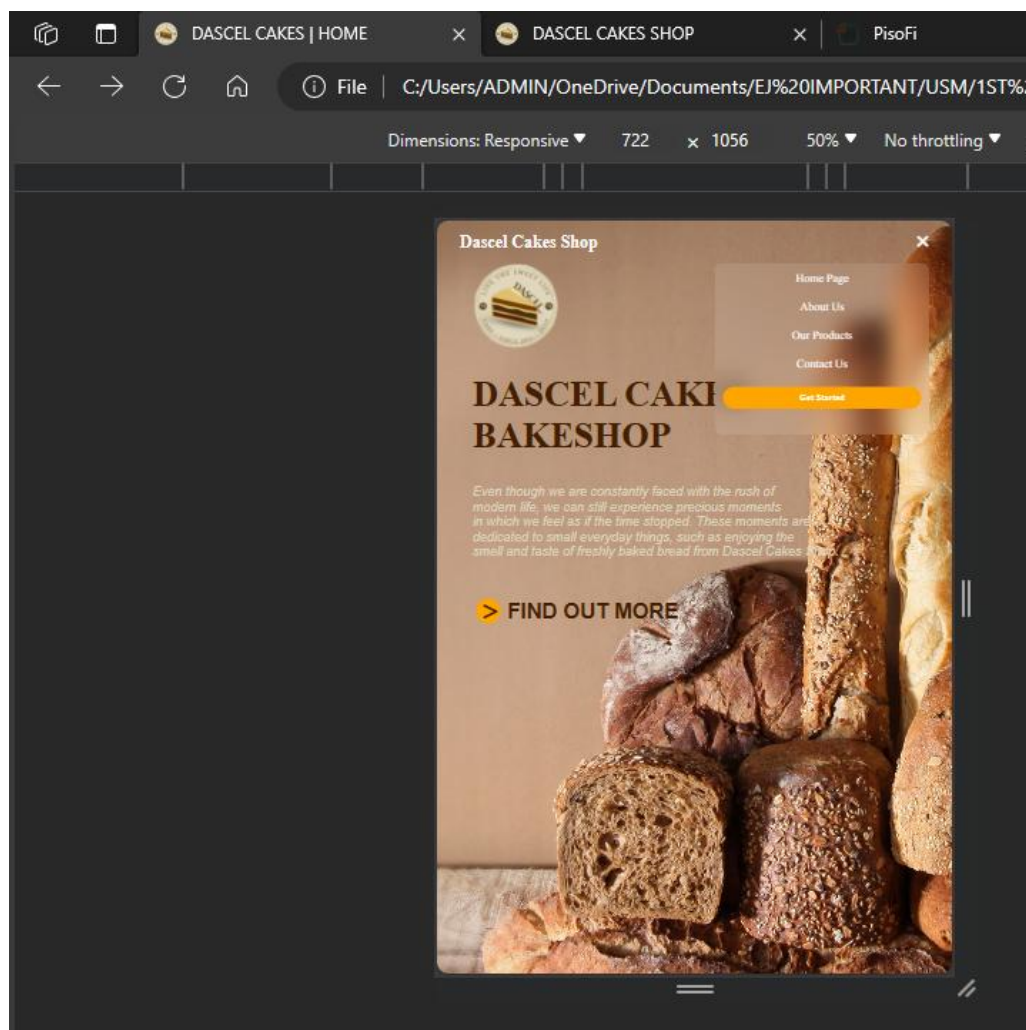 DASCEL CAKES | HOME
DASCEL CAKES SHOP
PisoFi
File
C:/Users/ADMIN/OneDrive/Documents/EJ%20IMPORTANT/USM/1ST%
Dimensions: Responsive
722
x
1056
50%
No throttling
Dascel Cakes Shop
DASCEL
Home Page
About Us
Our Products
Contact Us
Get Started
DASCEL CAKE
BAKESHOP
Even though we are constantly faced with the rush of
modern life, we can still experience precious moments
in which we feel as if the time stopped. These moments are
dedicated to small everyday things, such as enjoying the
smell and taste of freshly baked bread from Dascel Cakes Shop.
> FIND OUT MORE